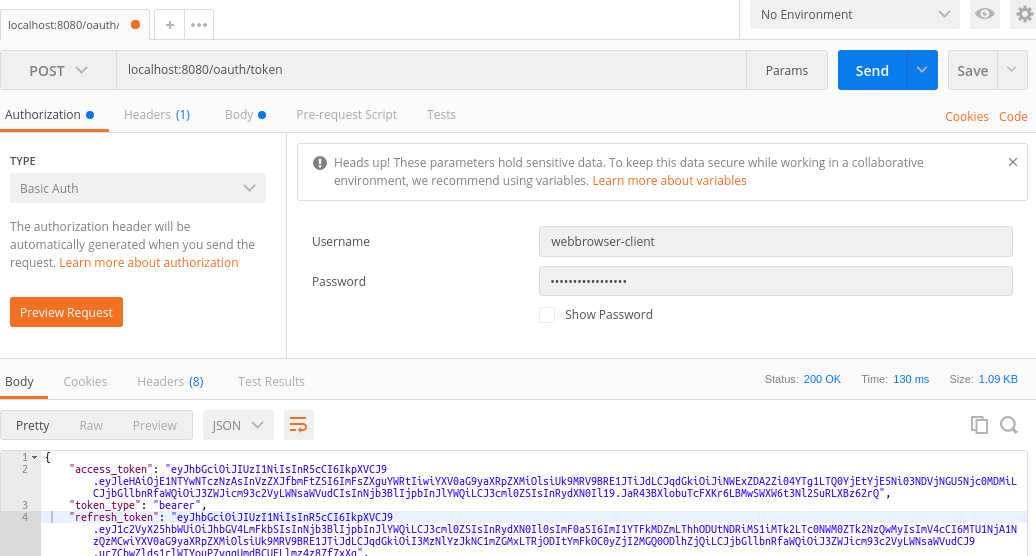 localhost:8080/oauth/
No Environment
POST
localhost:8080/oauth/token
Params
Send
Save
Authorization
Headers (1)
Body
Pre-request Script
Tests
Cookies
Code
TYPE
Basic Auth
The authorization header will be
automatically generated when you send the
request. Learn more about authorization
Preview Request
Heads up! These parameters hold sensitive data. To keep this data secure while working in a collaborative
environment, we recommend using variables. Learn more about variables
Username
webbrowser-client
Password
•••••••••••••••••
Show Password
Body
Cookies
Headers (8)
Test Results
Status: 200 OK
Time: 130 ms
Size: 1.09 KB
Pretty
Raw
Preview
JSON
1 {
2 "access_token": "eyJhbGciOiJIUzI1NiIsInR5cCI6IkpXVCJ9
3 "token_type": "bearer",
4 "refresh_token": "eyJhbGciOiJIUzI1NiIsInR5cCI6IkpXVCJ9